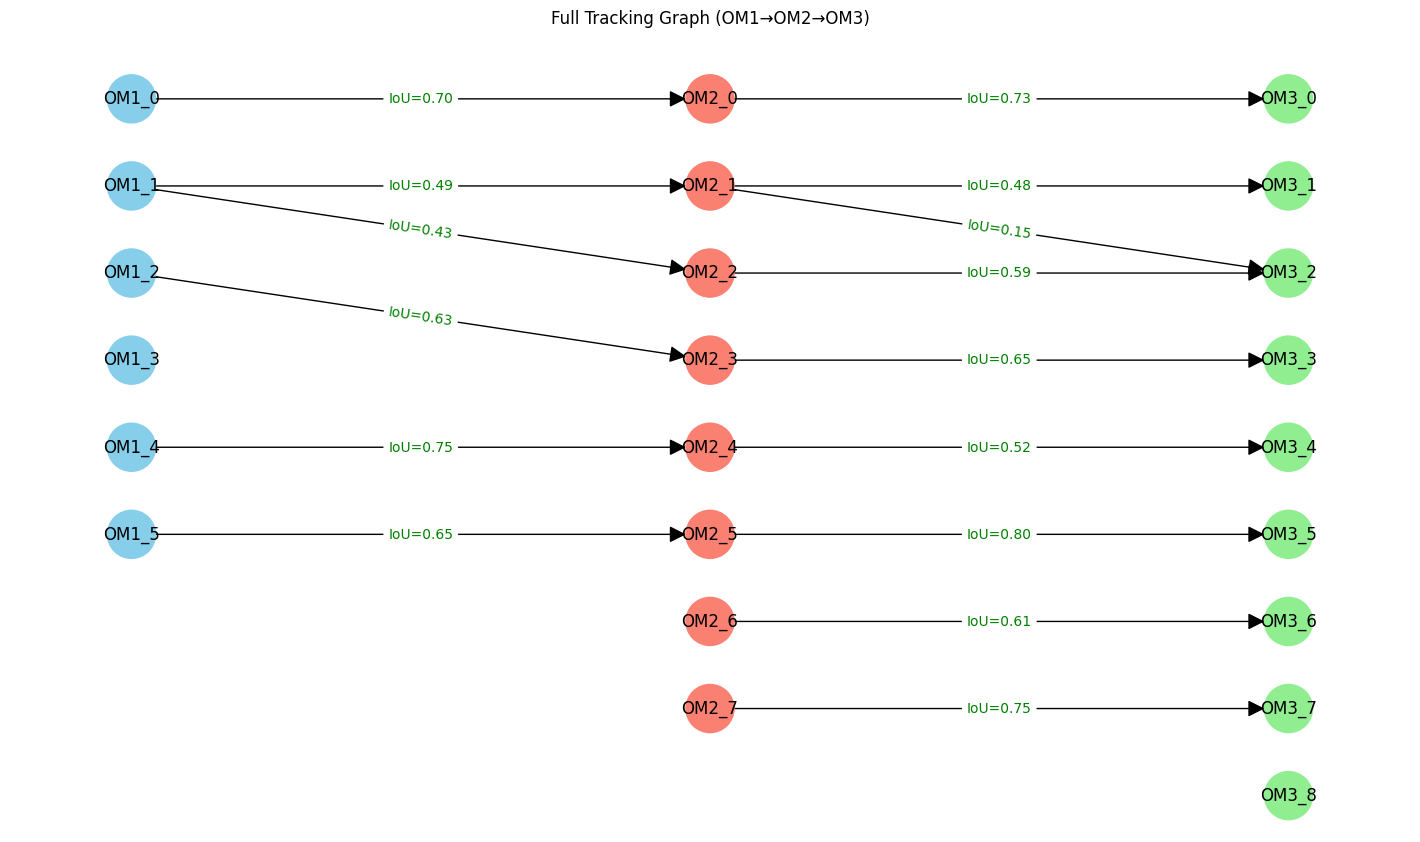 Full Tracking Graph (OM1→OM2→OM3)
OM1_0 IoU=0.70 OM2_0 IoU=0.73 OM3_0
OM1_1 IoU=0.49 OM2_1 IoU=0.48 OM3_1
IoU=0.43 IoU=0.15
OM1_2 OM2_2 IoU=0.59 OM3_2
IoU=0.63
OM1_3 OM2_3 IoU=0.65 OM3_3
OM1_4 IoU=0.75 OM2_4 IoU=0.52 OM3_4
OM1_5 IoU=0.65 OM2_5 IoU=0.80 OM3_5
OM2_6 IoU=0.61 OM3_6
OM2_7 IoU=0.75 OM3_7
OM3_8